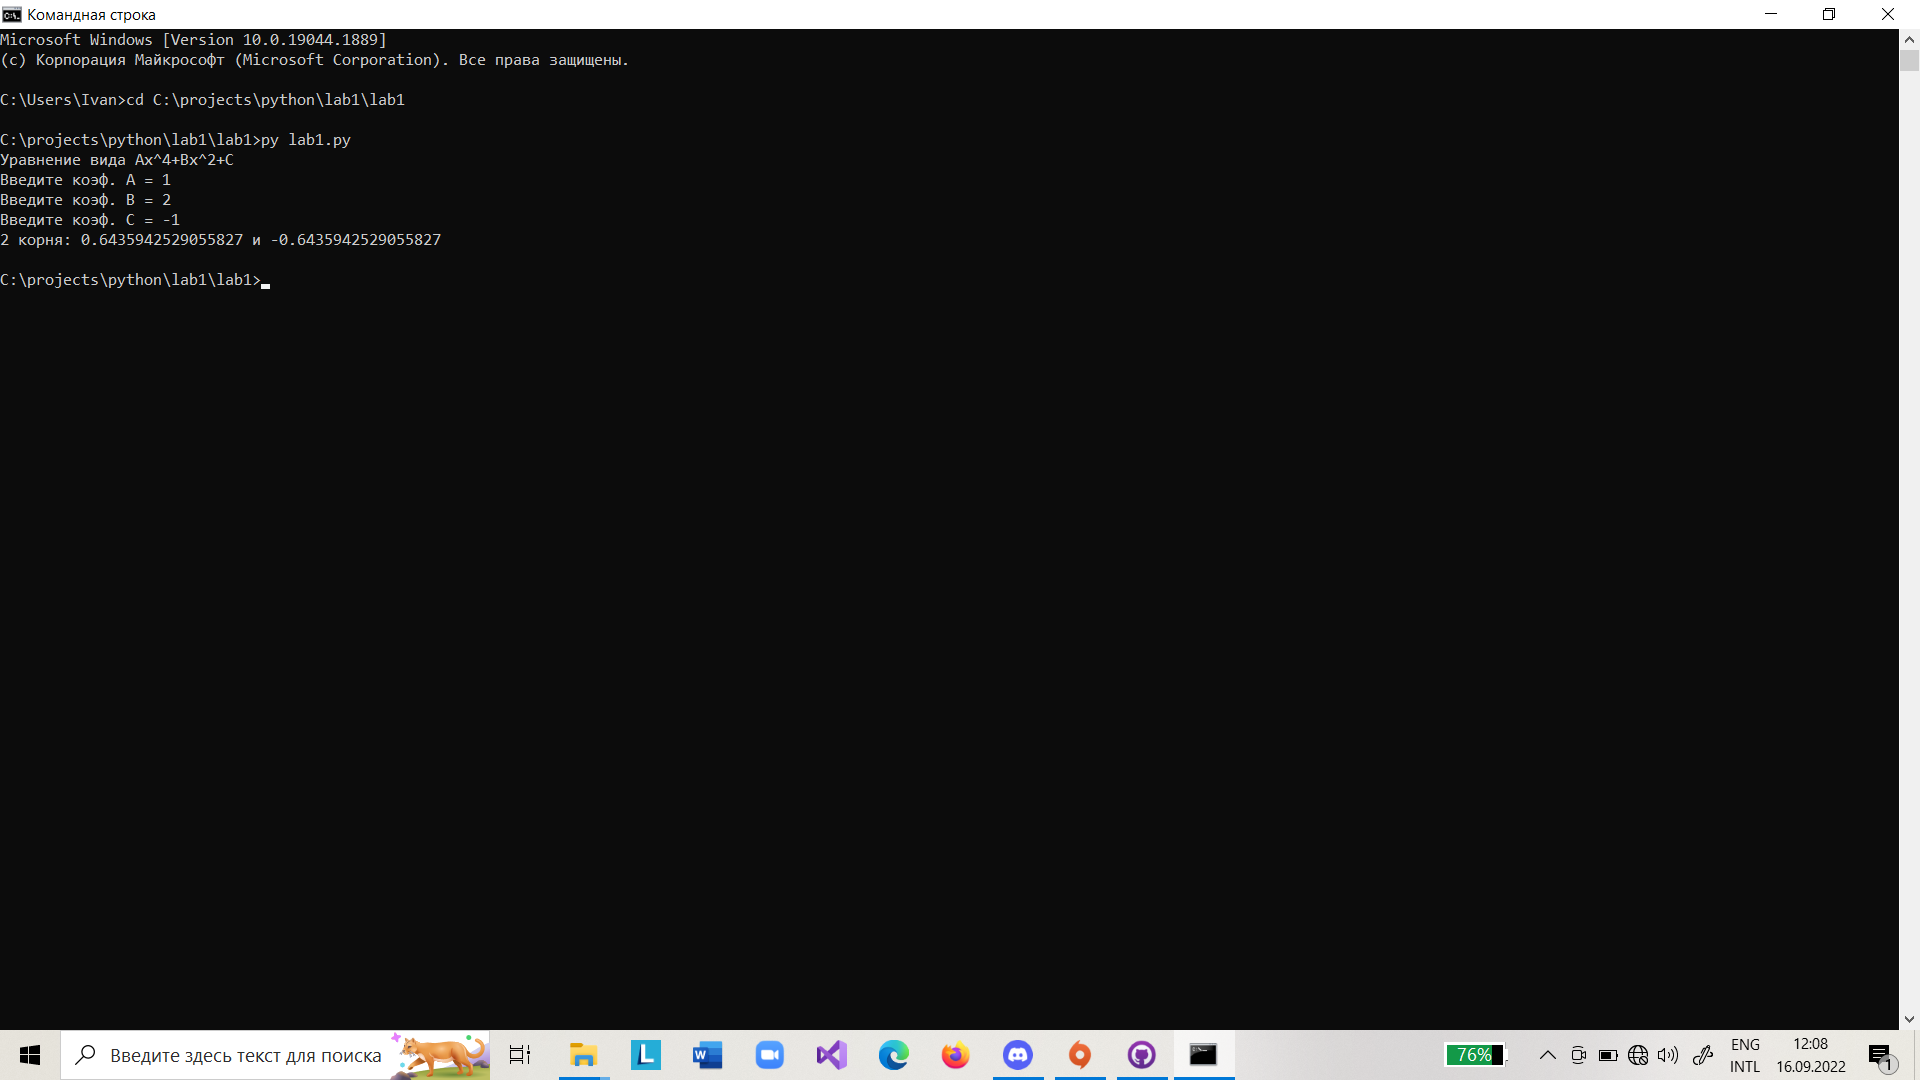 Командная строка
Microsoft Windows [Version 10.0.19044.1889]
(c) Корпорация Майкрософт (Microsoft Corporation). Все права защищены.
C:\Users\Ivan>cd C:\projects\python\lab1\lab1
C:\projects\python\lab1\lab1>py lab1.py
Уравнение вида Ax^4+Bx^2+C
Введите коэф. A = 1
Введите коэф. B = 2
Введите коэф. C = -1
2 корня: 0.6435942529055827 и -0.6435942529055827
C:\projects\python\lab1\lab1>
Введите здесь текст для поиска
L
W
76%
ENG
INTL
12:08
16.09.2022
1